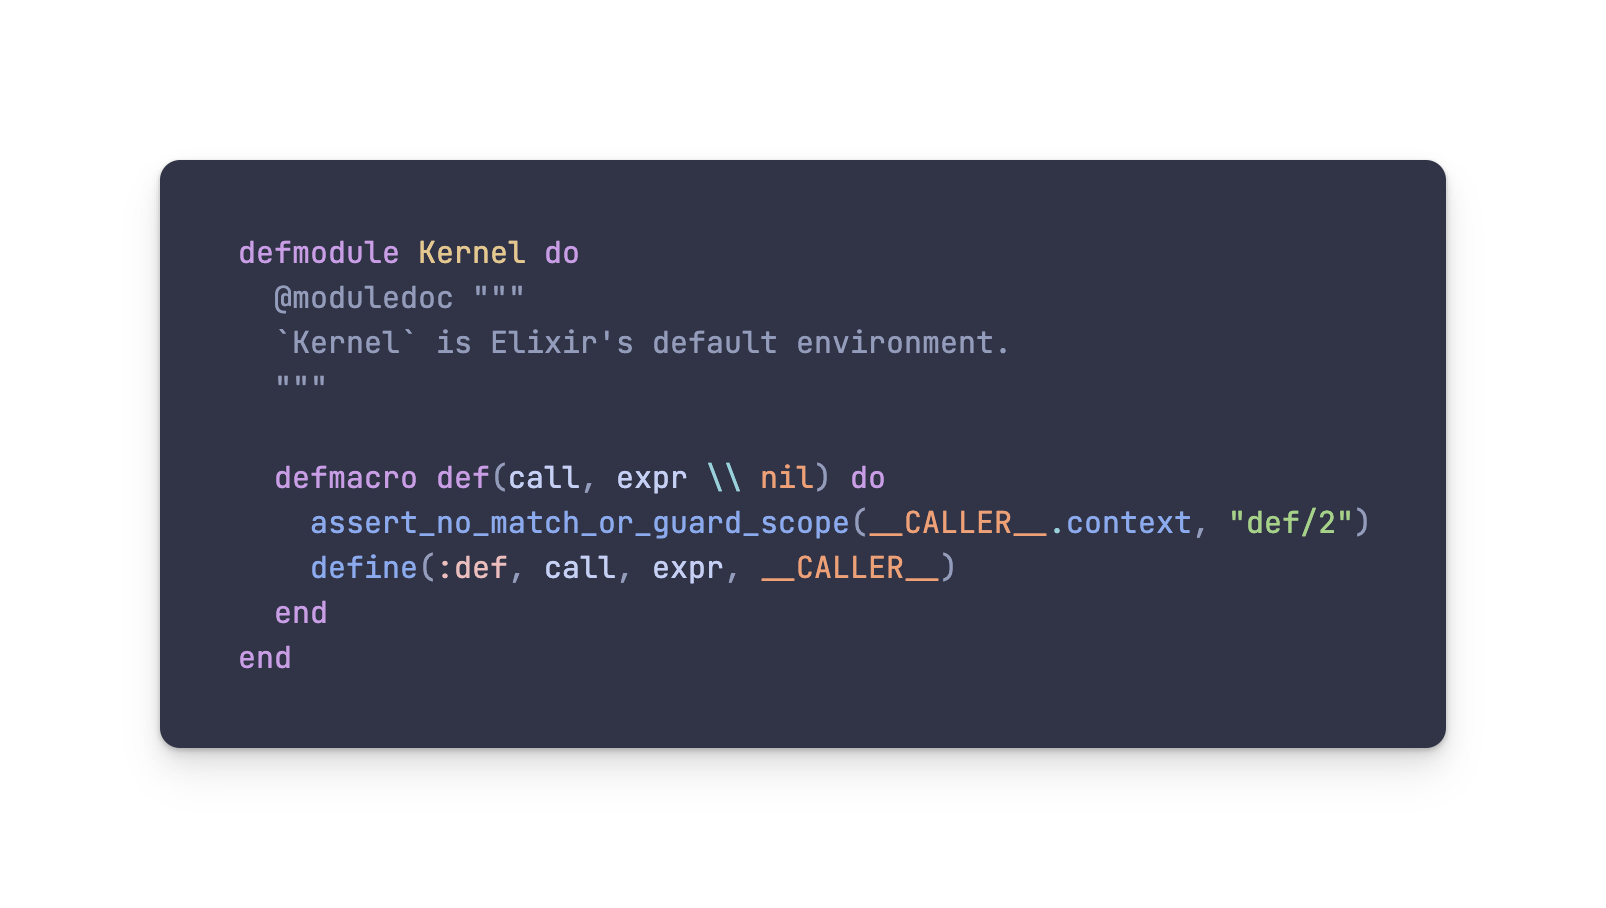 defmodule Kernel do
  @moduledoc """
  `Kernel` is Elixir's default environment.
  """

  defmacro def(call, expr \\ nil) do
    assert_no_match_or_guard_scope(__CALLER__.context, "def/2")
    define(:def, call, expr, __CALLER__)
  end
end